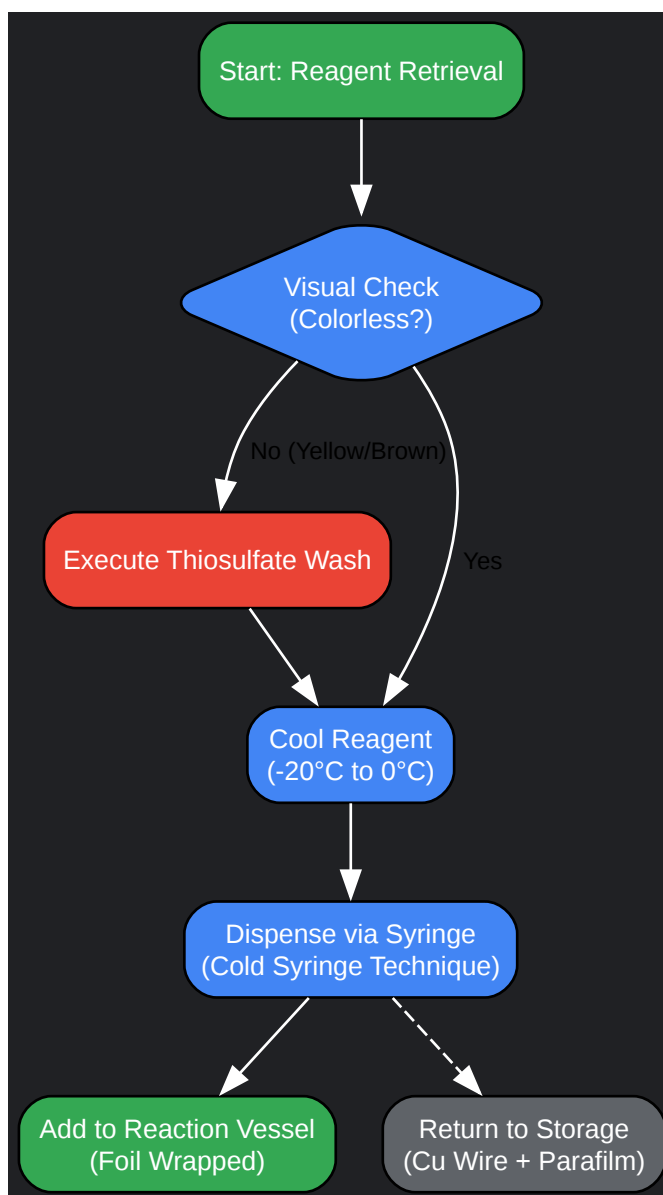 Start: Reagent Retrieval
Visual Check
(Colorless?)
No (Yellow/Brown)
Execute Thiosulfate Wash
Yes
Cool Reagent
(-20°C to 0°C)
Dispense via Syringe
(Cold Syringe Technique)
Add to Reaction Vessel
(Foil Wrapped)
Return to Storage
(Cu Wire + Parafilm)